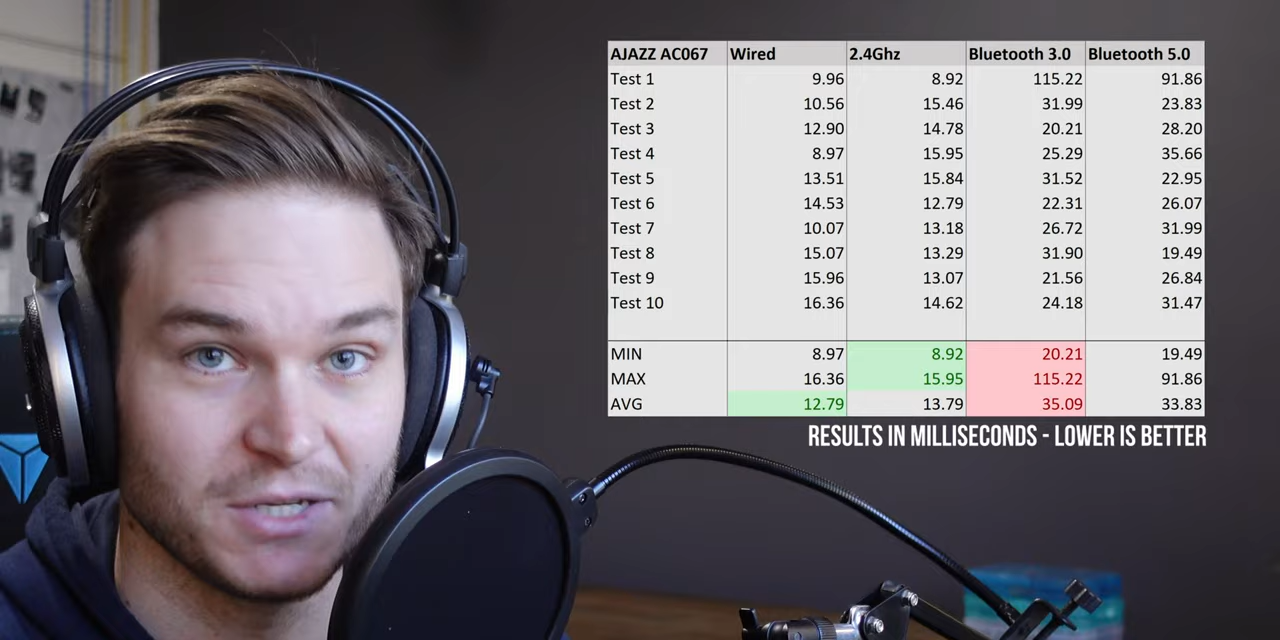 AJAZZ AC067 Wired 2.4Ghz Bluetooth 3.0 Bluetooth 5.0
Test 1 9.96 8.92 115.22 91.86
Test 2 10.56 15.46 31.99 23.83
Test 3 12.90 14.78 20.21 28.20
Test 4 8.97 15.95 25.29 35.66
Test 5 13.51 15.84 31.52 22.95
Test 6 14.53 12.79 22.31 26.07
Test 7 10.07 13.18 26.72 31.99
Test 8 15.07 13.29 31.90 19.49
Test 9 15.96 13.07 21.56 26.84
Test 10 16.36 14.62 24.18 31.47
MIN 8.97 8.92 20.21 19.49
MAX 16.36 15.95 115.22 91.86
AVG 12.79 13.79 35.09 33.83
RESULTS IN MILLISECONDS - LOWER IS BETTER